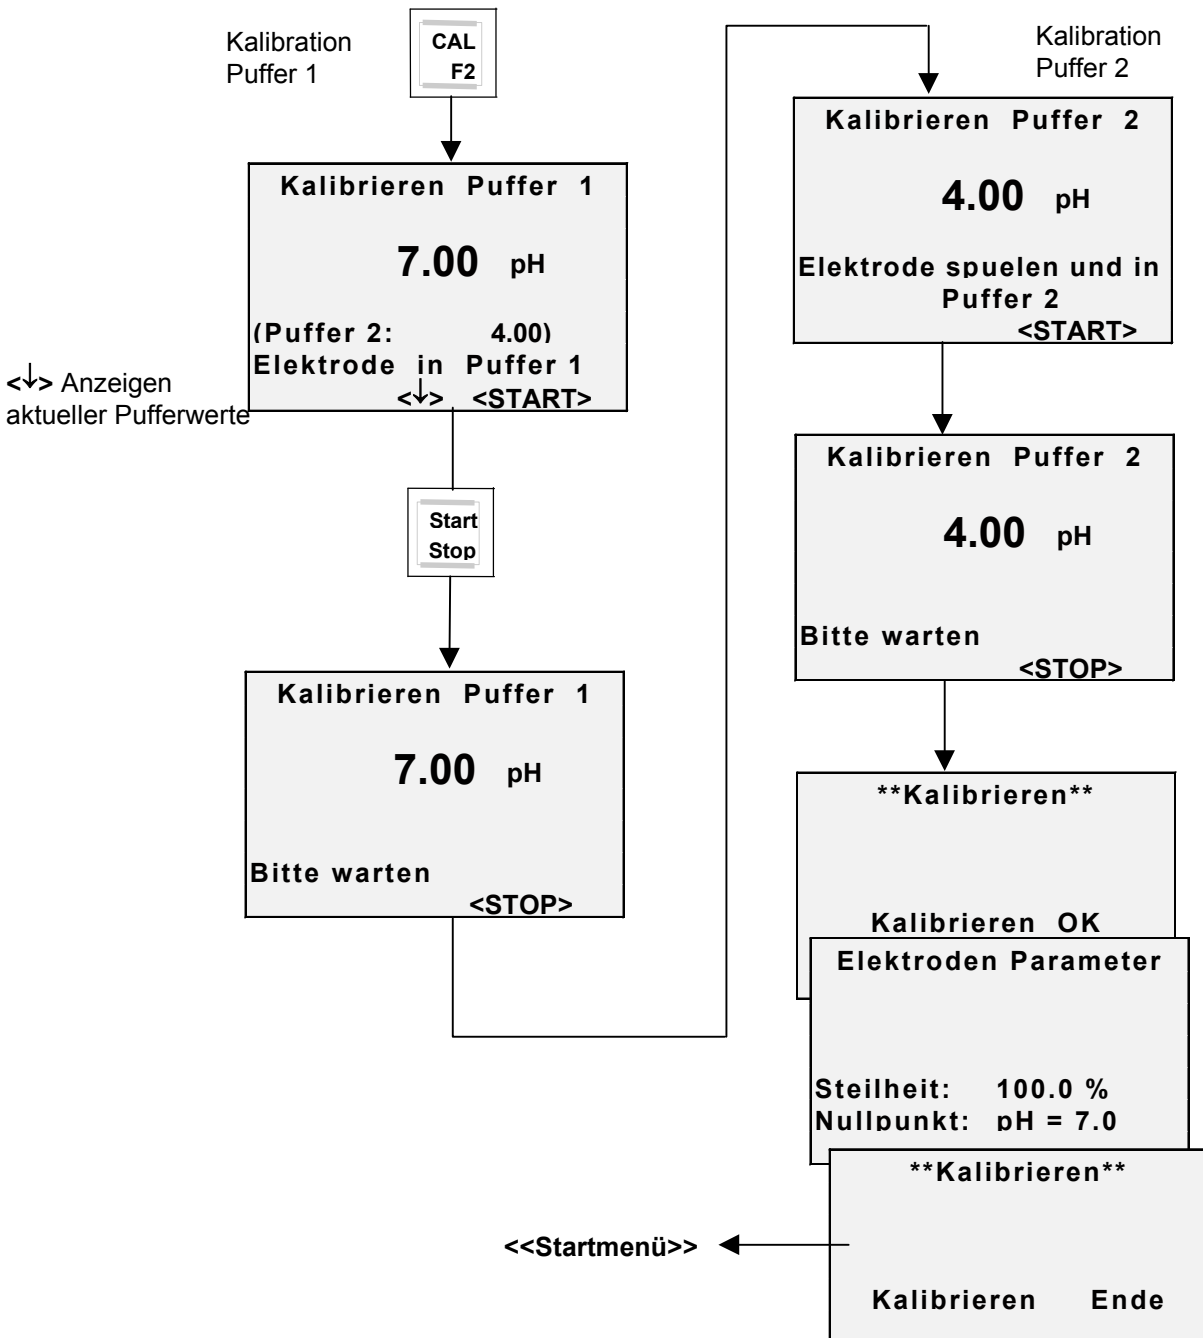 Kalibration
Puffer 1
CAL
F2
Kalibrieren Puffer 1
7.00 pH
(Puffer 2: 4.00)
Elektrode in Puffer 1
<↓> <START>
<↓> Anzeigen
aktueller Pufferwerte
Start
Stop
Kalibrieren Puffer 1
7.00 pH
Bitte warten
<STOP>
Kalibration
Puffer 2
Kalibrieren Puffer 2
4.00 pH
Elektrode spuelen und in
Puffer 2
<START>
Kalibrieren Puffer 2
4.00 pH
Bitte warten
<STOP>
**Kalibrieren**
Kalibrieren OK
Elektroden Parameter
Steilheit: 100.0 %
Nullpunkt: pH = 7.0
**Kalibrieren**
Kalibrieren Ende
<<Startmenü>>